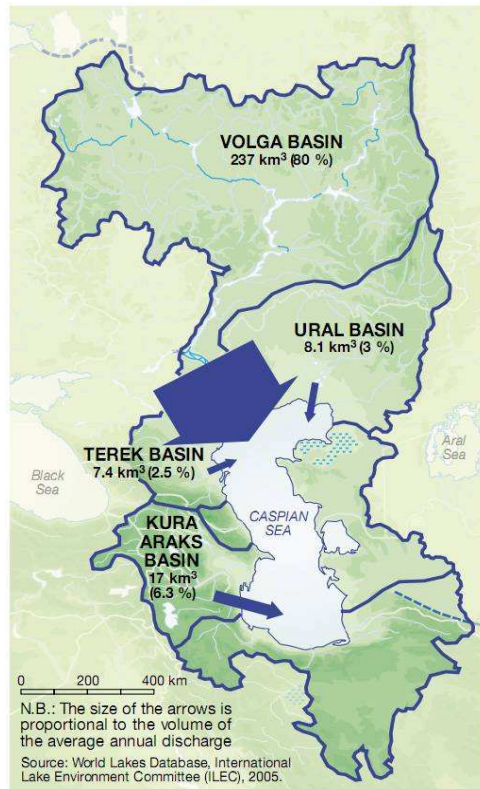 VOLGA BASIN
237 km³ (80 %)
URAL BASIN
8.1 km³ (3 %)
TEREK BASIN
7.4 km³ (2.5 %)
Black
Sea
Aral
Sea
CASPIAN
SEA
KURA
ARAKS
BASIN
17 km³
(6.3 %)
0 200 400 km
N.B.: The size of the arrows is
proportional to the volume of
the average annual discharge
Source: World Lakes Database, International
Lake Environment Committee (ILEC), 2005.